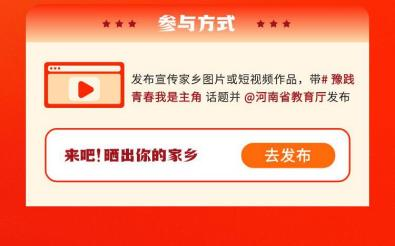 参与方式
发布宣传家乡图片或短视频作品，带# 豫践
青春我是主角 话题并 @河南省教育厅发布
来吧！晒出你的家乡
去发布